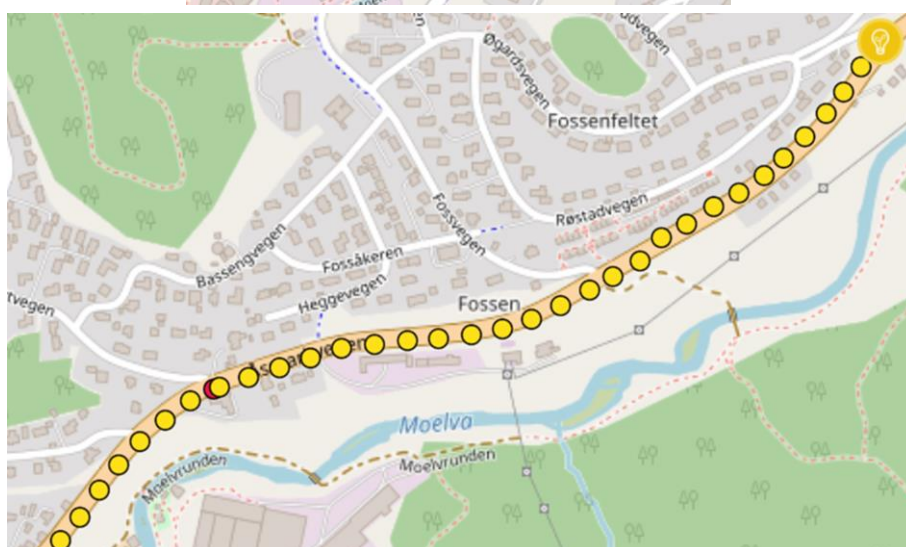 Øgardsvegen
Fossenfeltet
Røstadvegen
Fossvegen
Bassengvegen
Fossåkeren
Heggevegen
Fossen
Moelva
Moelvrunden
Moelvrunden